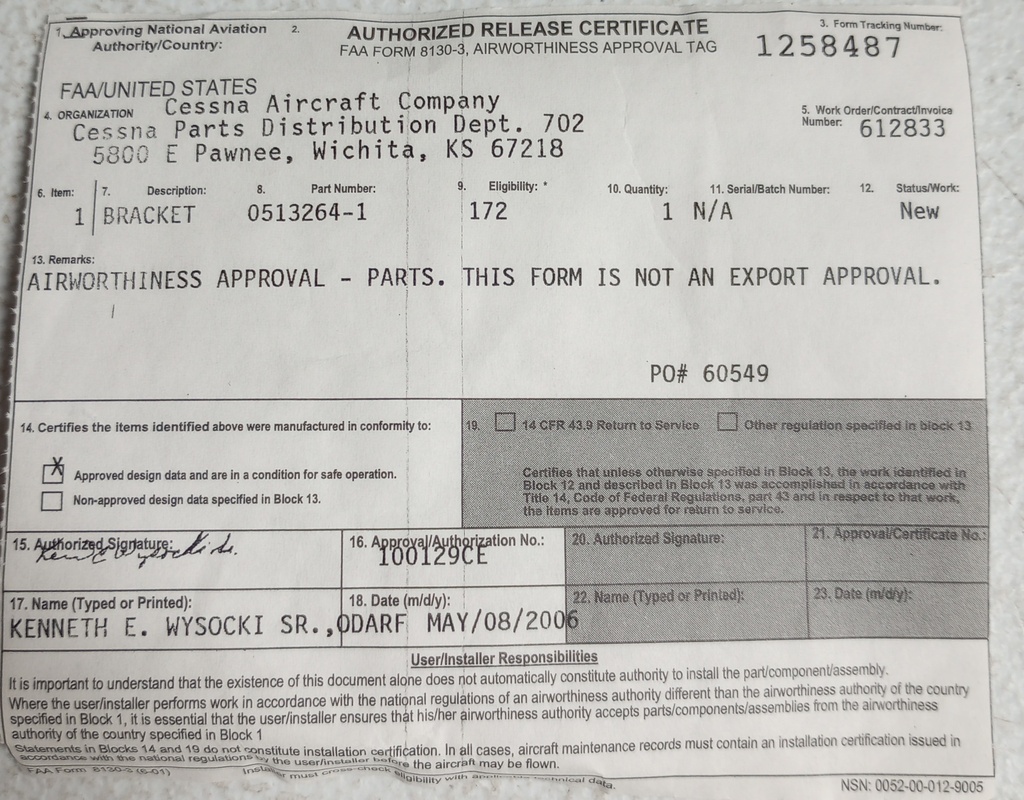 1. Approving National Aviation Authority/Country:
FAA/UNITED STATES
2. AUTHORIZED RELEASE CERTIFICATE
FAA FORM 8130-3, AIRWORTHINESS APPROVAL TAG
3. Form Tracking Number:
1258487
4. ORGANIZATION Cessna Aircraft Company
Cessna Parts Distribution Dept. 702
5800 E Pawnee, Wichita, KS 67218
5. Work Order/Contract/Invoice
Number: 612833
6. Item: 7. Description: 8. Part Number: 9. Eligibility: * 10. Quantity: 11. Serial/Batch Number: 12. Status/Work:
1 BRACKET 0513264-1 172 1 N/A New
13. Remarks:
AIRWORTHINESS APPROVAL - PARTS. THIS FORM IS NOT AN EXPORT APPROVAL.
PO# 60549
14. Certifies the items identified above were manufactured in conformity to:
X Approved design data and are in a condition for safe operation.
Non-approved design data specified in Block 13.
19. 14 CFR 43.9 Return to Service Other regulation specified in block 13
Certifies that unless otherwise specified in Block 13, the work identified in
Block 12 and described in Block 13 was accomplished in accordance with
Title 14, Code of Federal Regulations, part 43 and in respect to that work,
the items are approved for return to service.
15. Authorized Signature:
16. Approval/Authorization No.:
100129CE
20. Authorized Signature:
21. Approval/Certificate No.:
17. Name (Typed or Printed):
KENNETH E. WYSOCKI SR.,ODARF
18. Date (m/d/y):
MAY/08/2006
22. Name (Typed or Printed):
23. Date (m/d/y):
User/Installer Responsibilities
It is important to understand that the existence of this document alone does not automatically constitute authority to install the part/component/assembly.
Where the user/installer performs work in accordance with the national regulations of an airworthiness authority different than the airworthiness authority of the country
specified in Block 1, it is essential that the user/installer ensures that his/her airworthiness authority accepts parts/components/assemblies from the airworthiness
authority of the country specified in Block 1
Statements in Blocks 14 and 19 do not constitute installation certification. In all cases, aircraft maintenance records must contain an installation certification issued in
accordance with the national regulations by the user/installer before the aircraft may be flown.
FAA Form 8130-3 (6-01)
Installer must cross-check eligibility with technical data.
NSN: 0052-00-012-9005